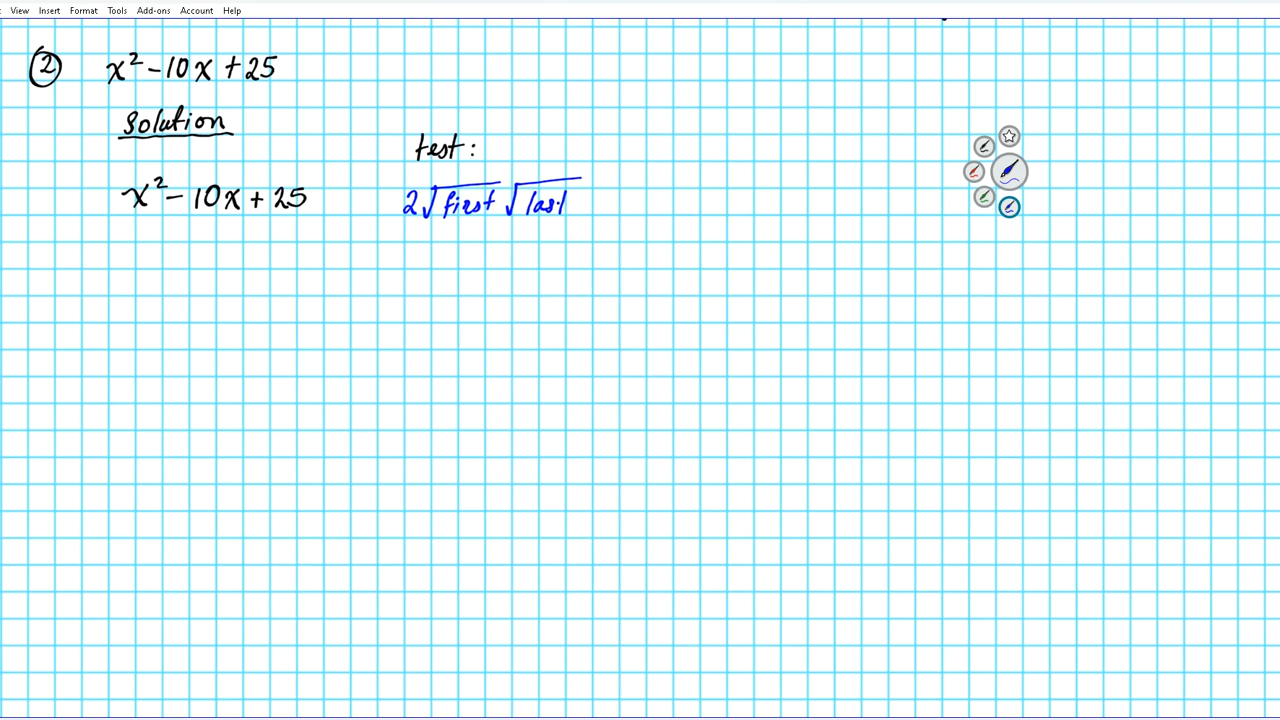 View Insert Format Tools Add-ons Account Help
② x² - 10x + 25
Solution
test:
x² - 10x + 25
2√first √last